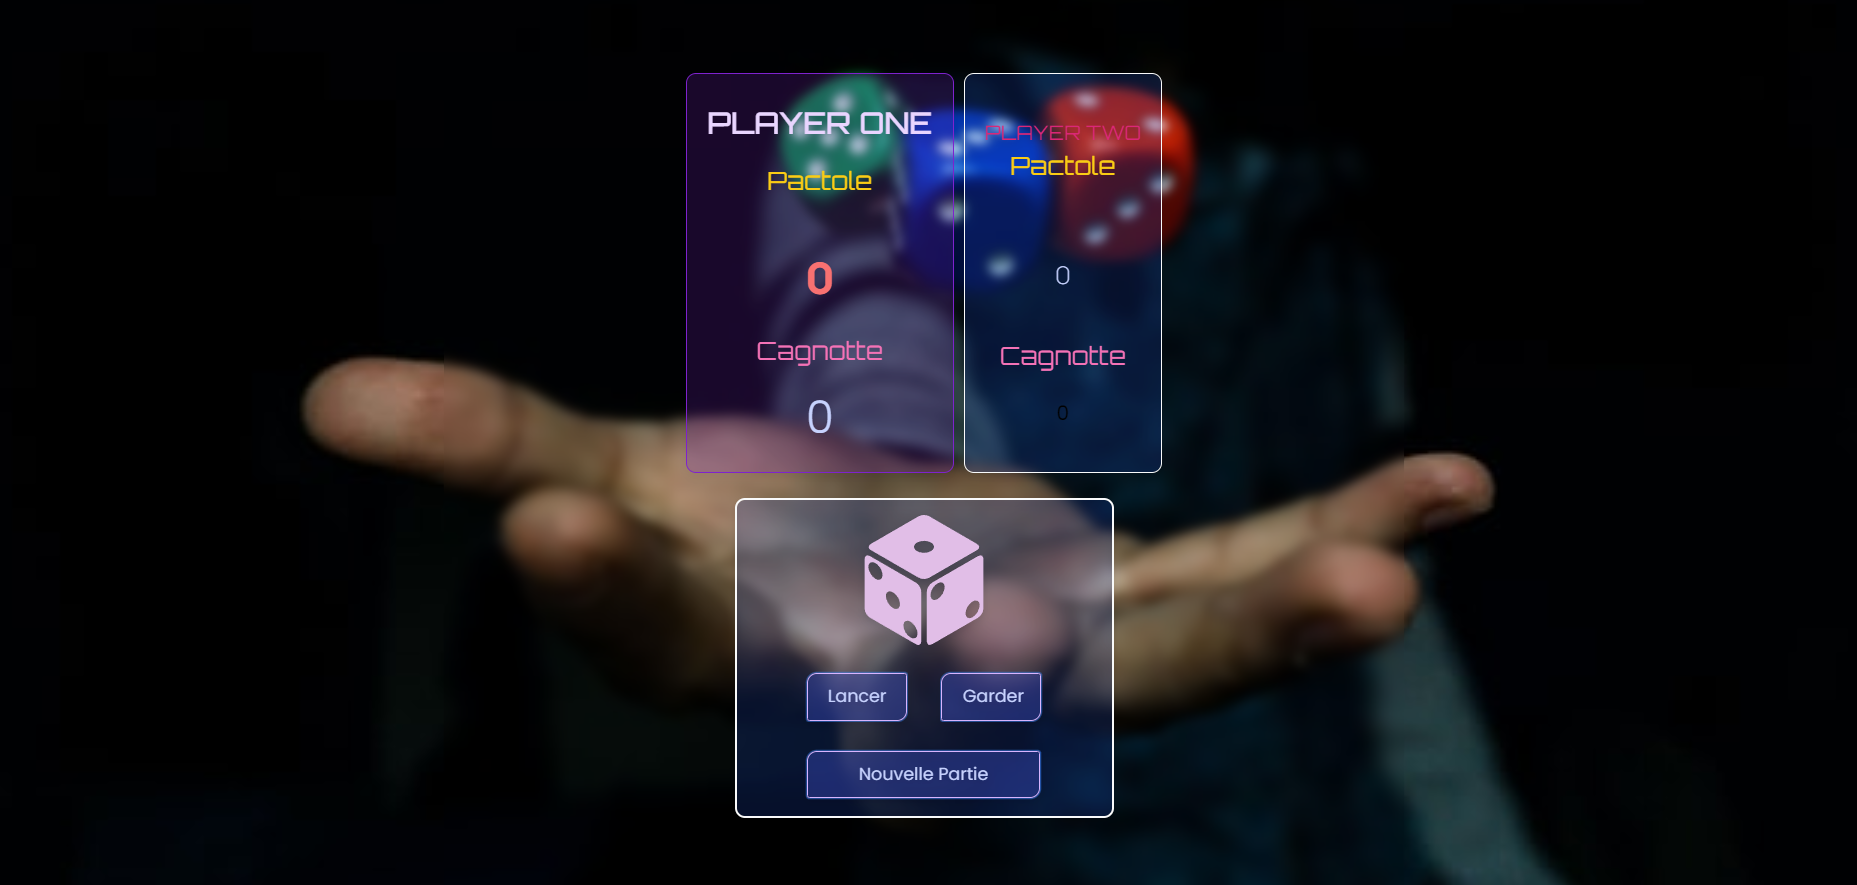 PLAYER ONE
Pactole
0
Cagnotte
0
PLAYER TWO
Pactole
0
Cagnotte
0
Lancer
Garder
Nouvelle Partie